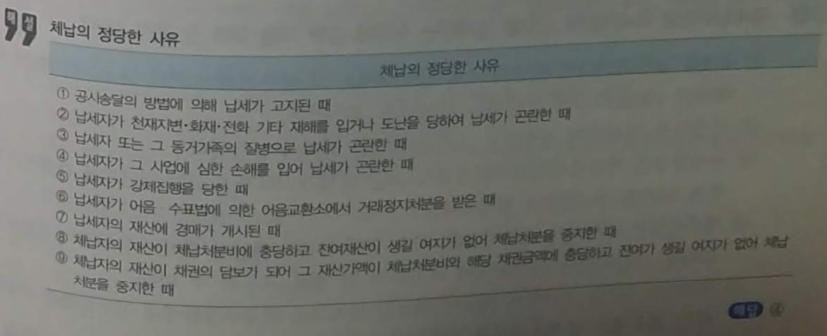 체납의 정당한 사유
체납의 정당한 사유
① 공시송달의 방법에 의해 납세가 고지된 때
② 납세자가 천재지변·화재·전화 기타 재해를 입거나 도난을 당하여 납세가 곤란한 때
③ 납세자 또는 그 동거가족의 질병으로 납세가 곤란한 때
④ 납세자가 그 사업에 심한 손해를 입어 납세가 곤란한 때
⑤ 납세자가 강제집행을 당한 때
⑥ 납세자가 어음·수표법에 의한 어음교환소에서 거래정지처분을 받은 때
⑦ 납세자의 재산에 경매가 개시된 때
⑧ 체납자의 재산이 체납처분비에 충당하고 잔여재산이 생길 여지가 없어 체납처분을 중지한 때
⑨ 체납자의 재산이 채권의 담보가 되어 그 재산가액이 체납처분비와 해당 채권금액에 충당하고 잔여가 생길 여지가 없어 체납
처분을 중지한 때
해답 ④